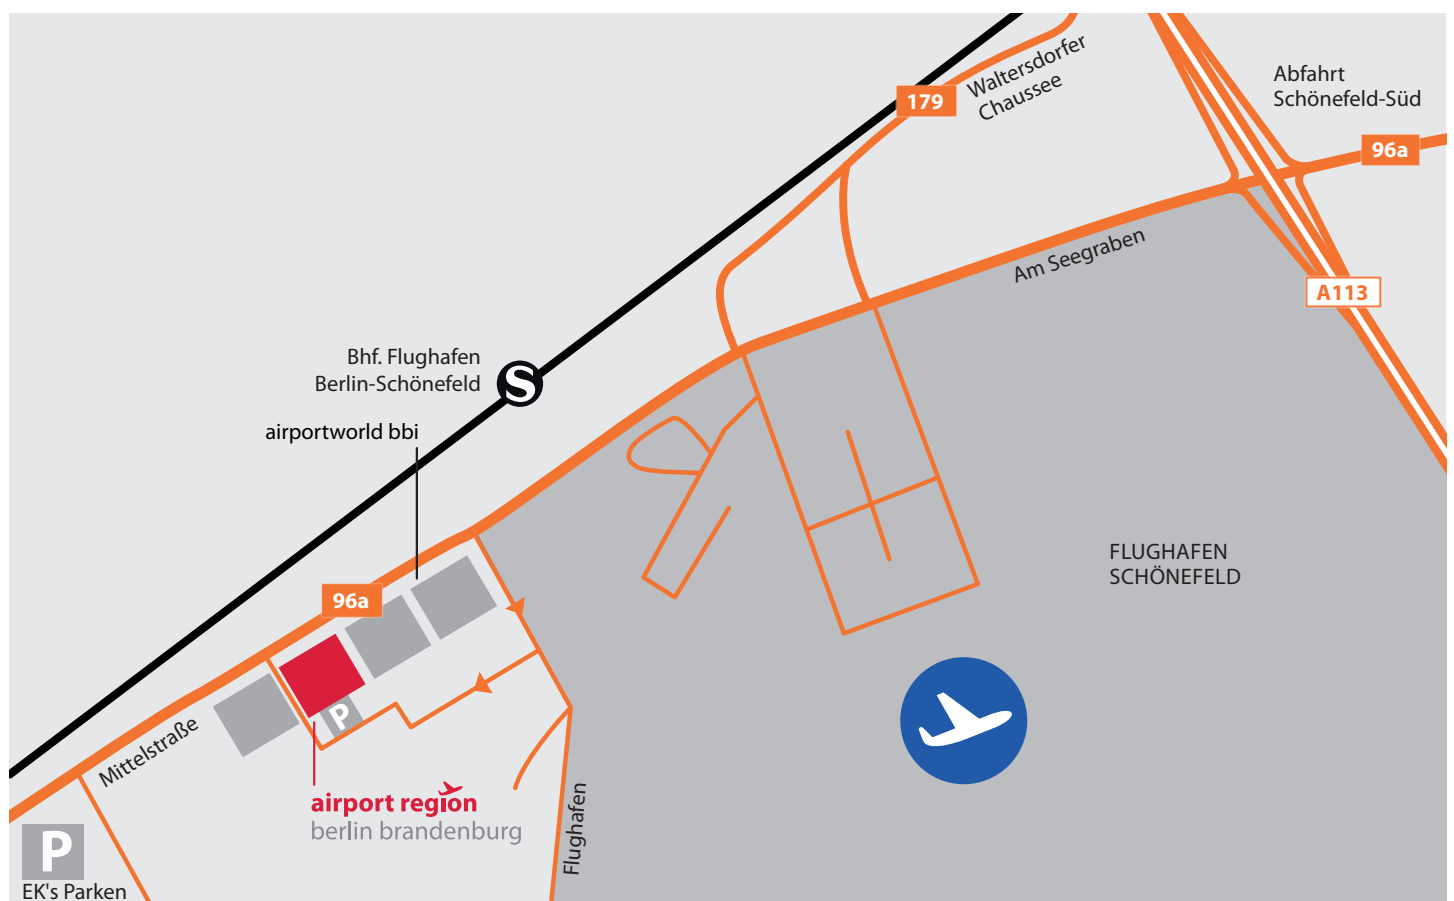 Waltersdorfer
Chaussee
179
Abfahrt
Schönefeld-Süd
96a
Am Seegraben
A113
Bhf. Flughafen
Berlin-Schönefeld
S
airportworld bbi
FLUGHAFEN
SCHÖNEFELD
96a
P
Mittelstraße
airport region
berlin brandenburg
Flughafen
P
EK's Parken